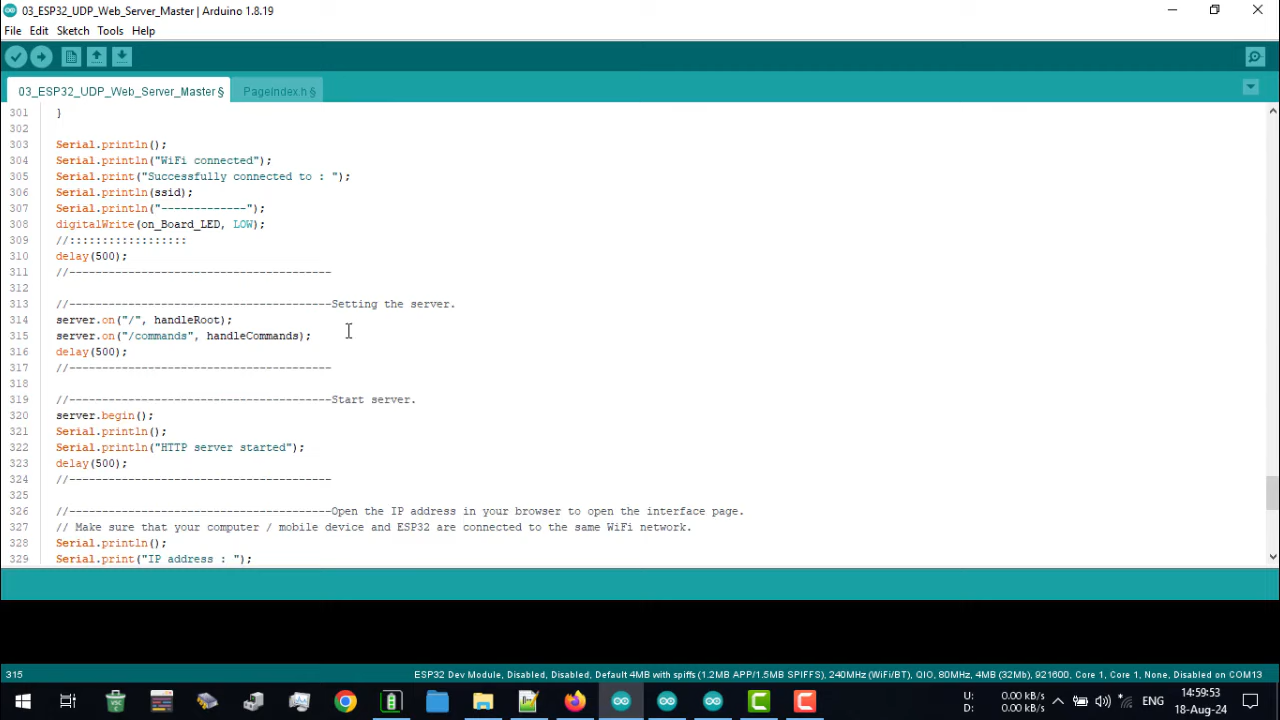 03_ESP32_UDP_Web_Server_Master | Arduino 1.8.19
File Edit Sketch Tools Help
03_ESP32_UDP_Web_Server_Master § PageIndex.h §
301 }
302
303 Serial.println();
304 Serial.println("WiFi connected");
305 Serial.print("Successfully connected to : ");
306 Serial.println(ssid);
307 Serial.println("-------------");
308 digitalWrite(on_Board_LED, LOW);
309 //::::::::::::::::::
310 delay(500);
311 //----------------------------------------
312
313 //----------------------------------------Setting the server.
314 server.on("/", handleRoot);
315 server.on("/commands", handleCommands);
316 delay(500);
317 //----------------------------------------
318
319 //----------------------------------------Start server.
320 server.begin();
321 Serial.println();
322 Serial.println("HTTP server started");
323 delay(500);
324 //----------------------------------------
325
326 //----------------------------------------Open the IP address in your browser to open the interface page.
327 // Make sure that your computer / mobile device and ESP32 are connected to the same WiFi network.
328 Serial.println();
329 Serial.print("IP address : ");
315 ESP32 Dev Module, Disabled, Disabled, Default 4MB with spiffs (1.2MB APP/1.5MB SPIFFS), 240MHz (WiFi/BT), QIO, 80MHz, 4MB (32Mb), 921600, Core 1, Core 1, None, Disabled on COM13
U: 0.00 kB/s
D: 0.00 kB/s
ENG
14:59:53
18-Aug-24